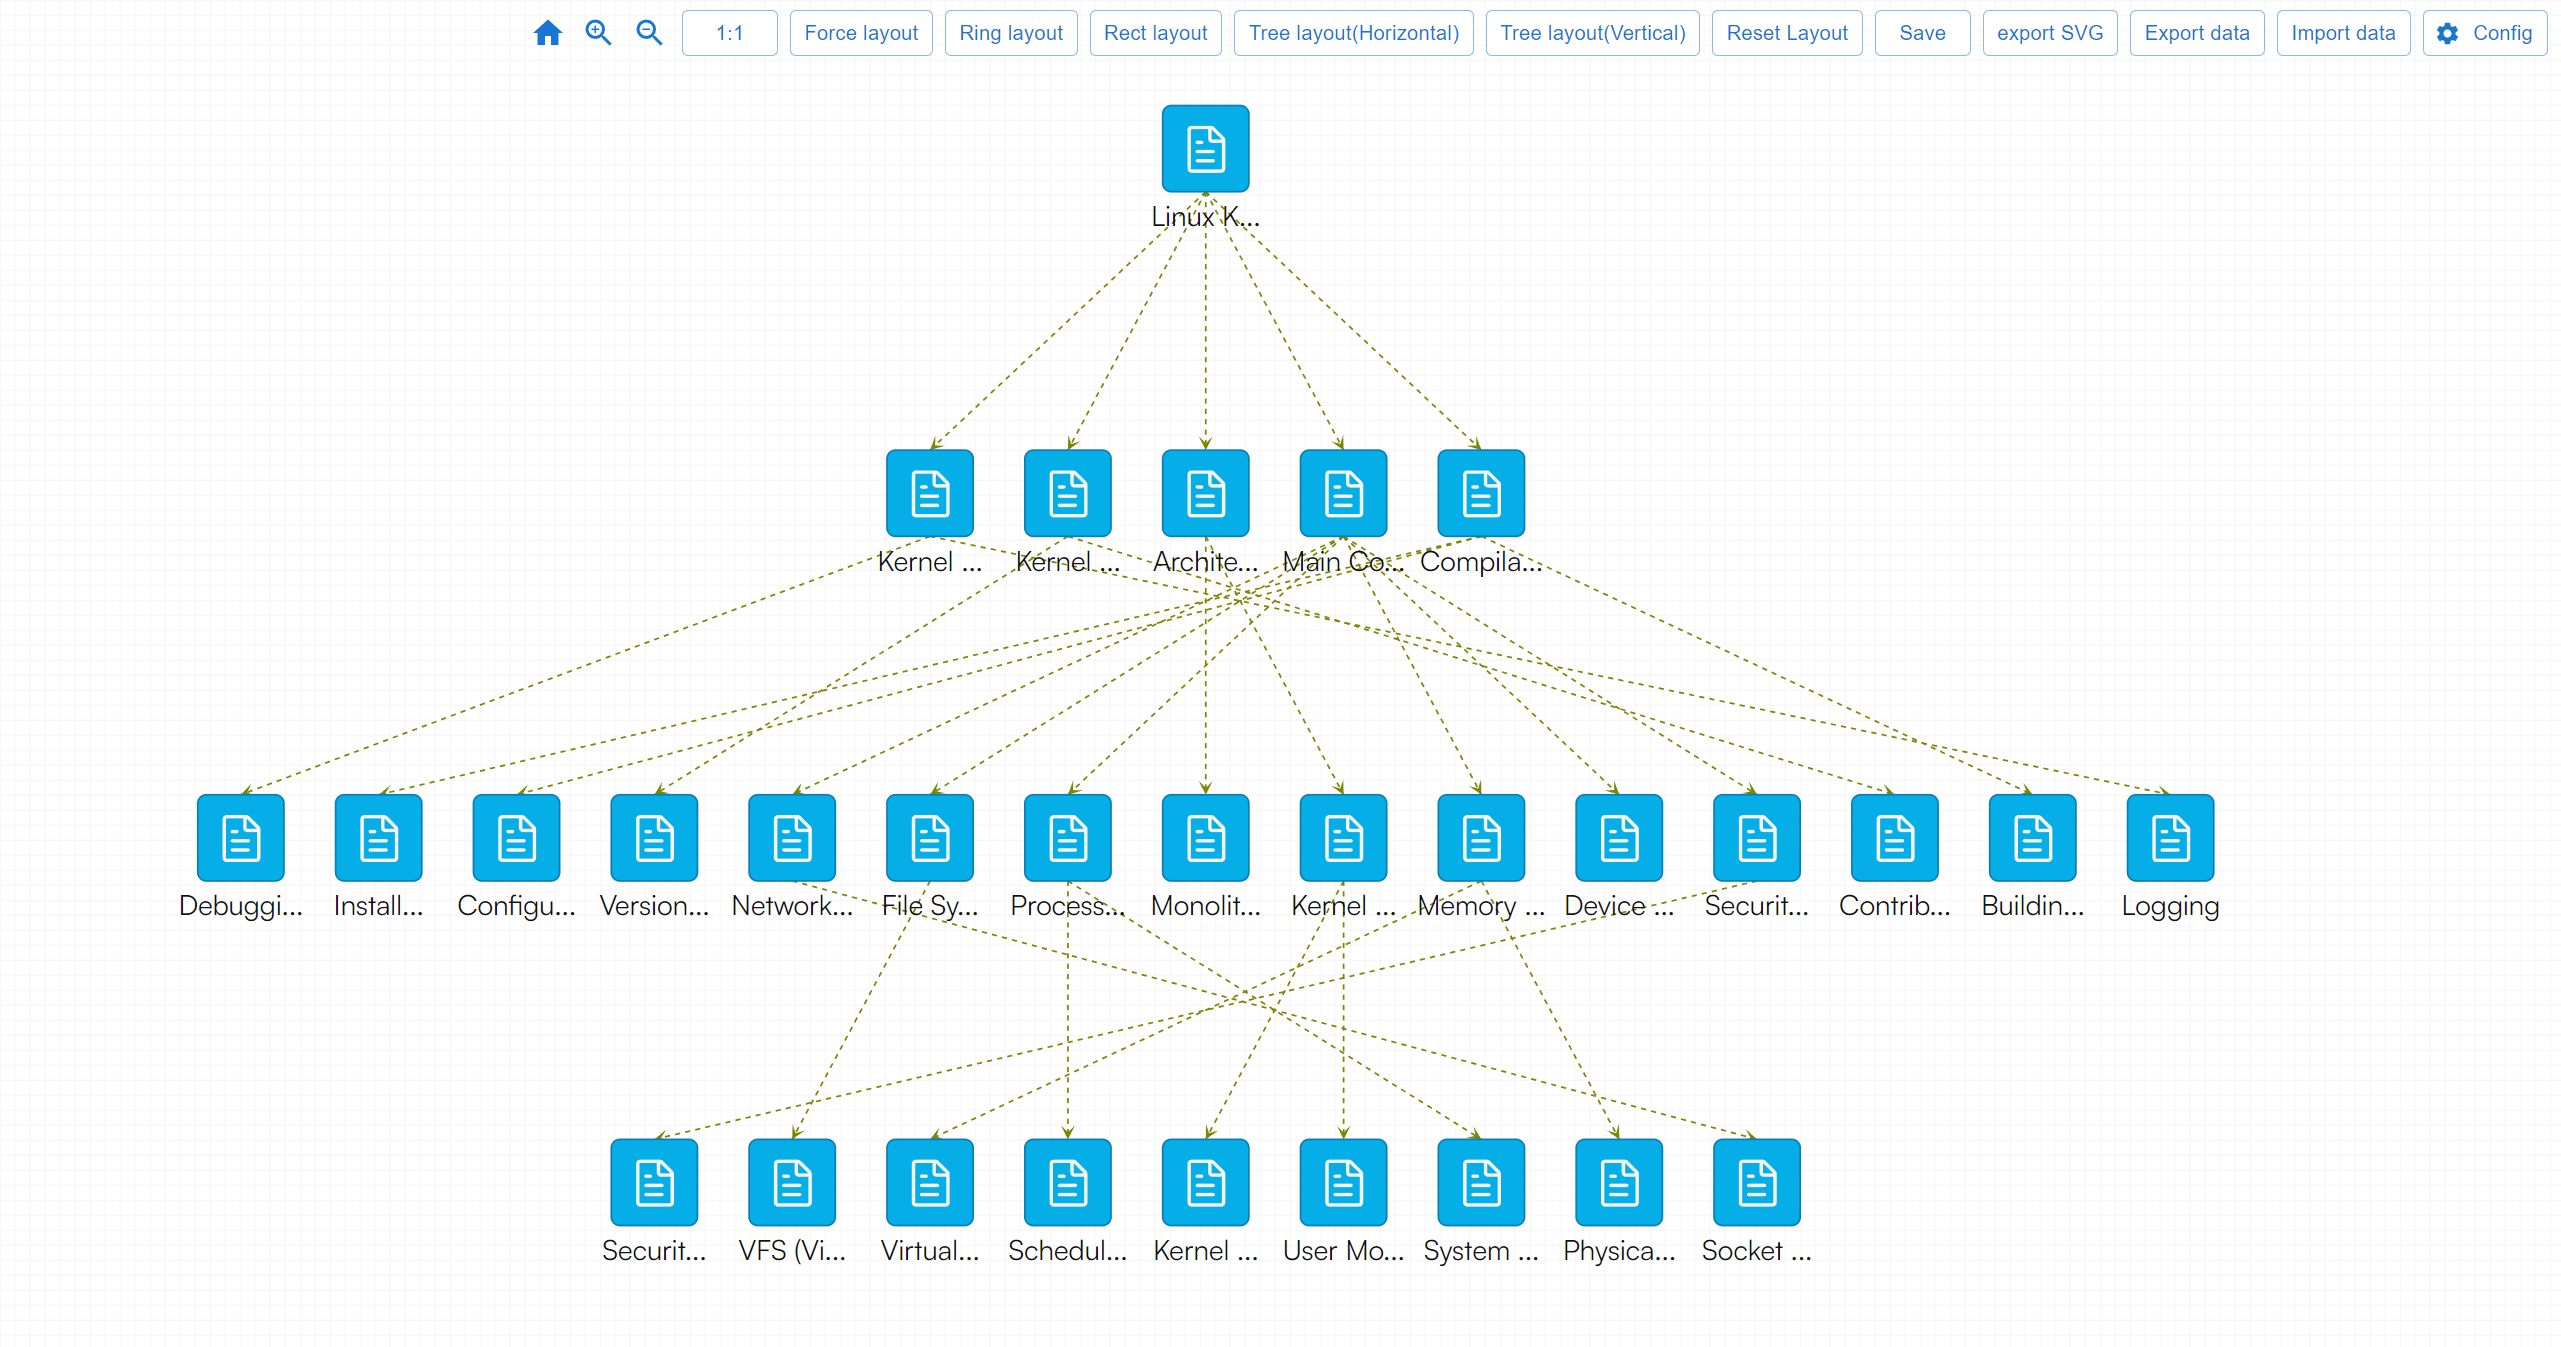 1:1 Force layout Ring layout Rect layout Tree layout(Horizontal) Tree layout(Vertical) Reset Layout Save export SVG Export data Import data Config
Linux K...
Kernel ... Kernel ... Archite... Main Co... Compila...
Debuggi... Install... Configu... Version... Network... File Sy... Process... Monolit... Kernel ... Memory ... Device ... Securit... Contrib... Buildin... Logging
Securit... VFS (Vi... Virtual... Schedul... Kernel ... User Mo... System ... Physica... Socket ...